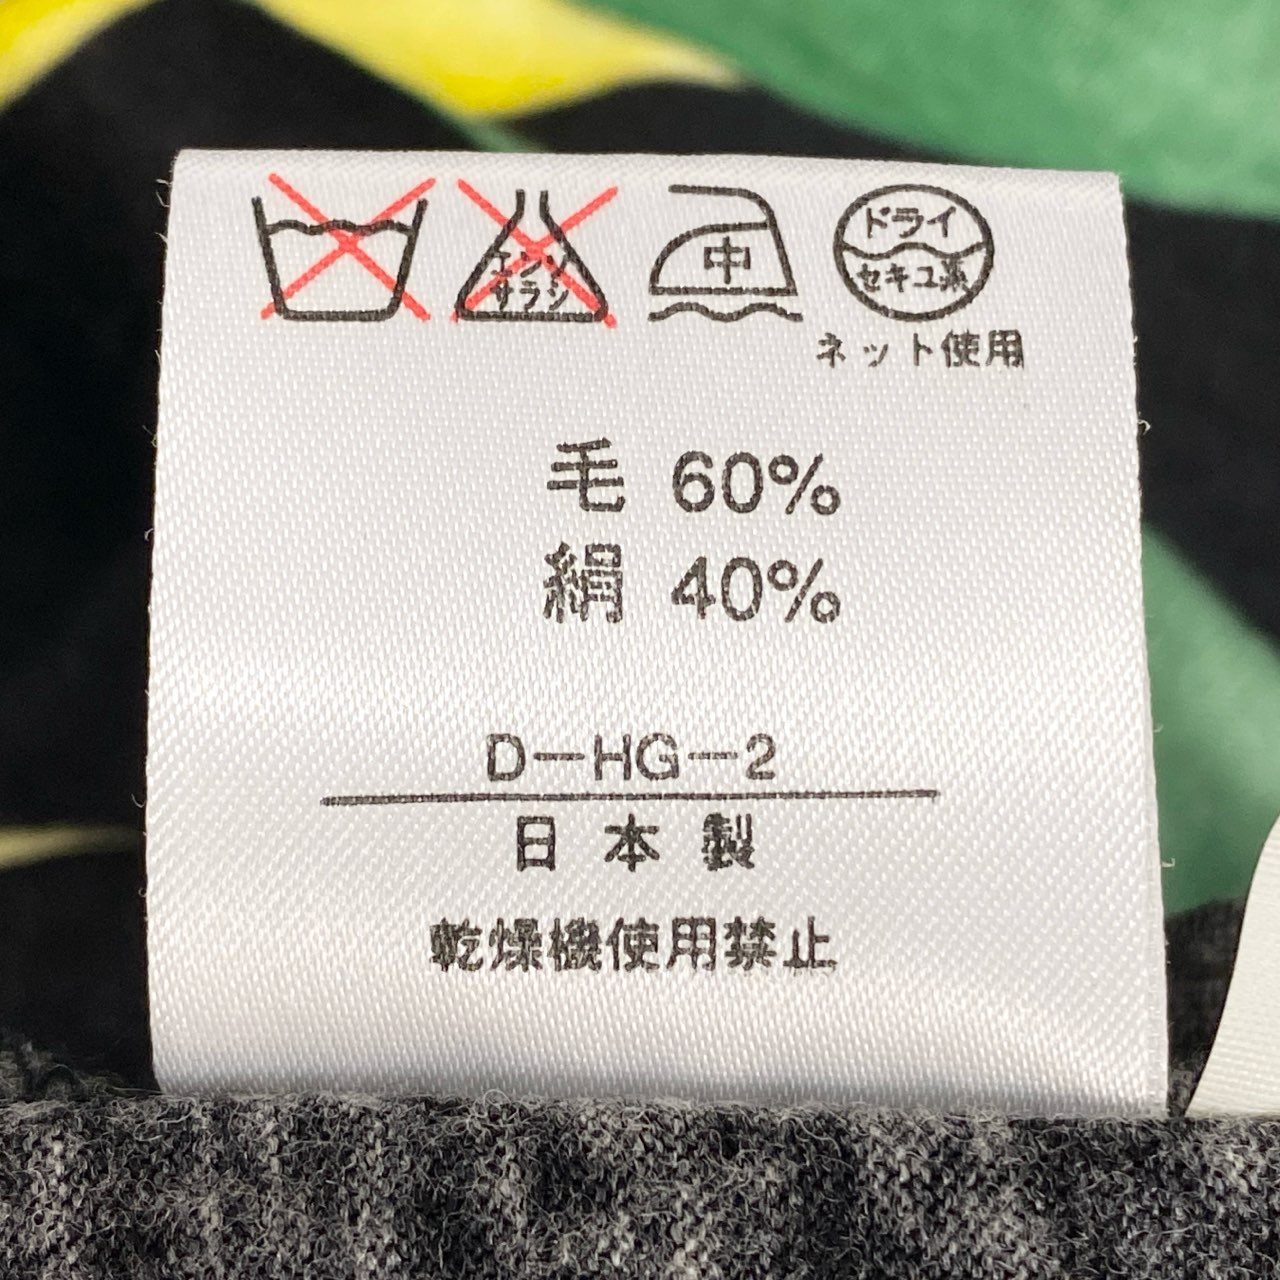 エンソ
サラシ
中
ドライ
セキユ系
ネット使用
毛 60%
絹 40%
D-HG-2
日本製
乾燥機使用禁止